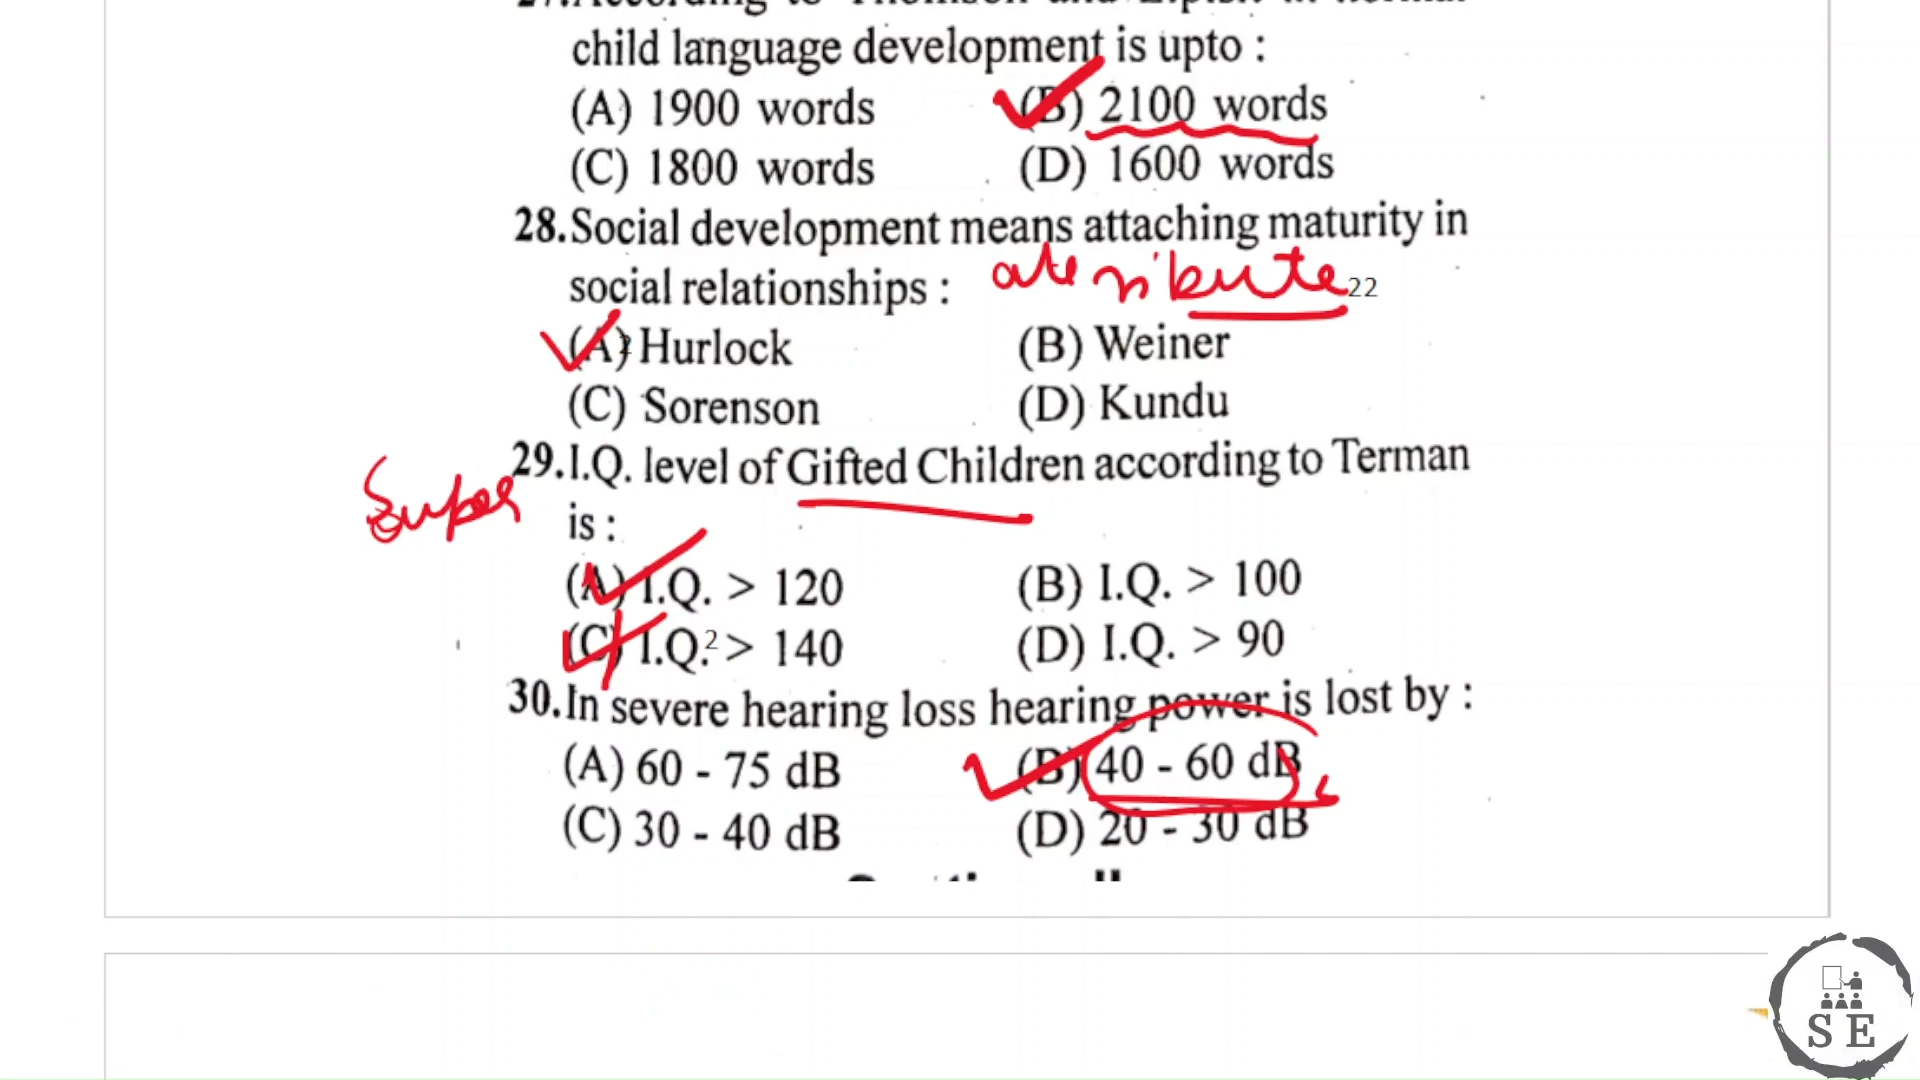 child language development is upto :
(A) 1900 words (B) 2100 words
(C) 1800 words (D) 1600 words
28. Social development means attaching maturity in
social relationships : attribute 22
(A) Hurlock (B) Weiner
(C) Sorenson (D) Kundu
29. I.Q. level of Gifted Children according to Terman
is :
(A) I.Q. > 120 (B) I.Q. > 100
(C) I.Q. 2 > 140 (D) I.Q. > 90
30. In severe hearing loss hearing power is lost by :
(A) 60 - 75 dB (B) 40 - 60 dB
(C) 30 - 40 dB (D) 20 - 30 dB
S E